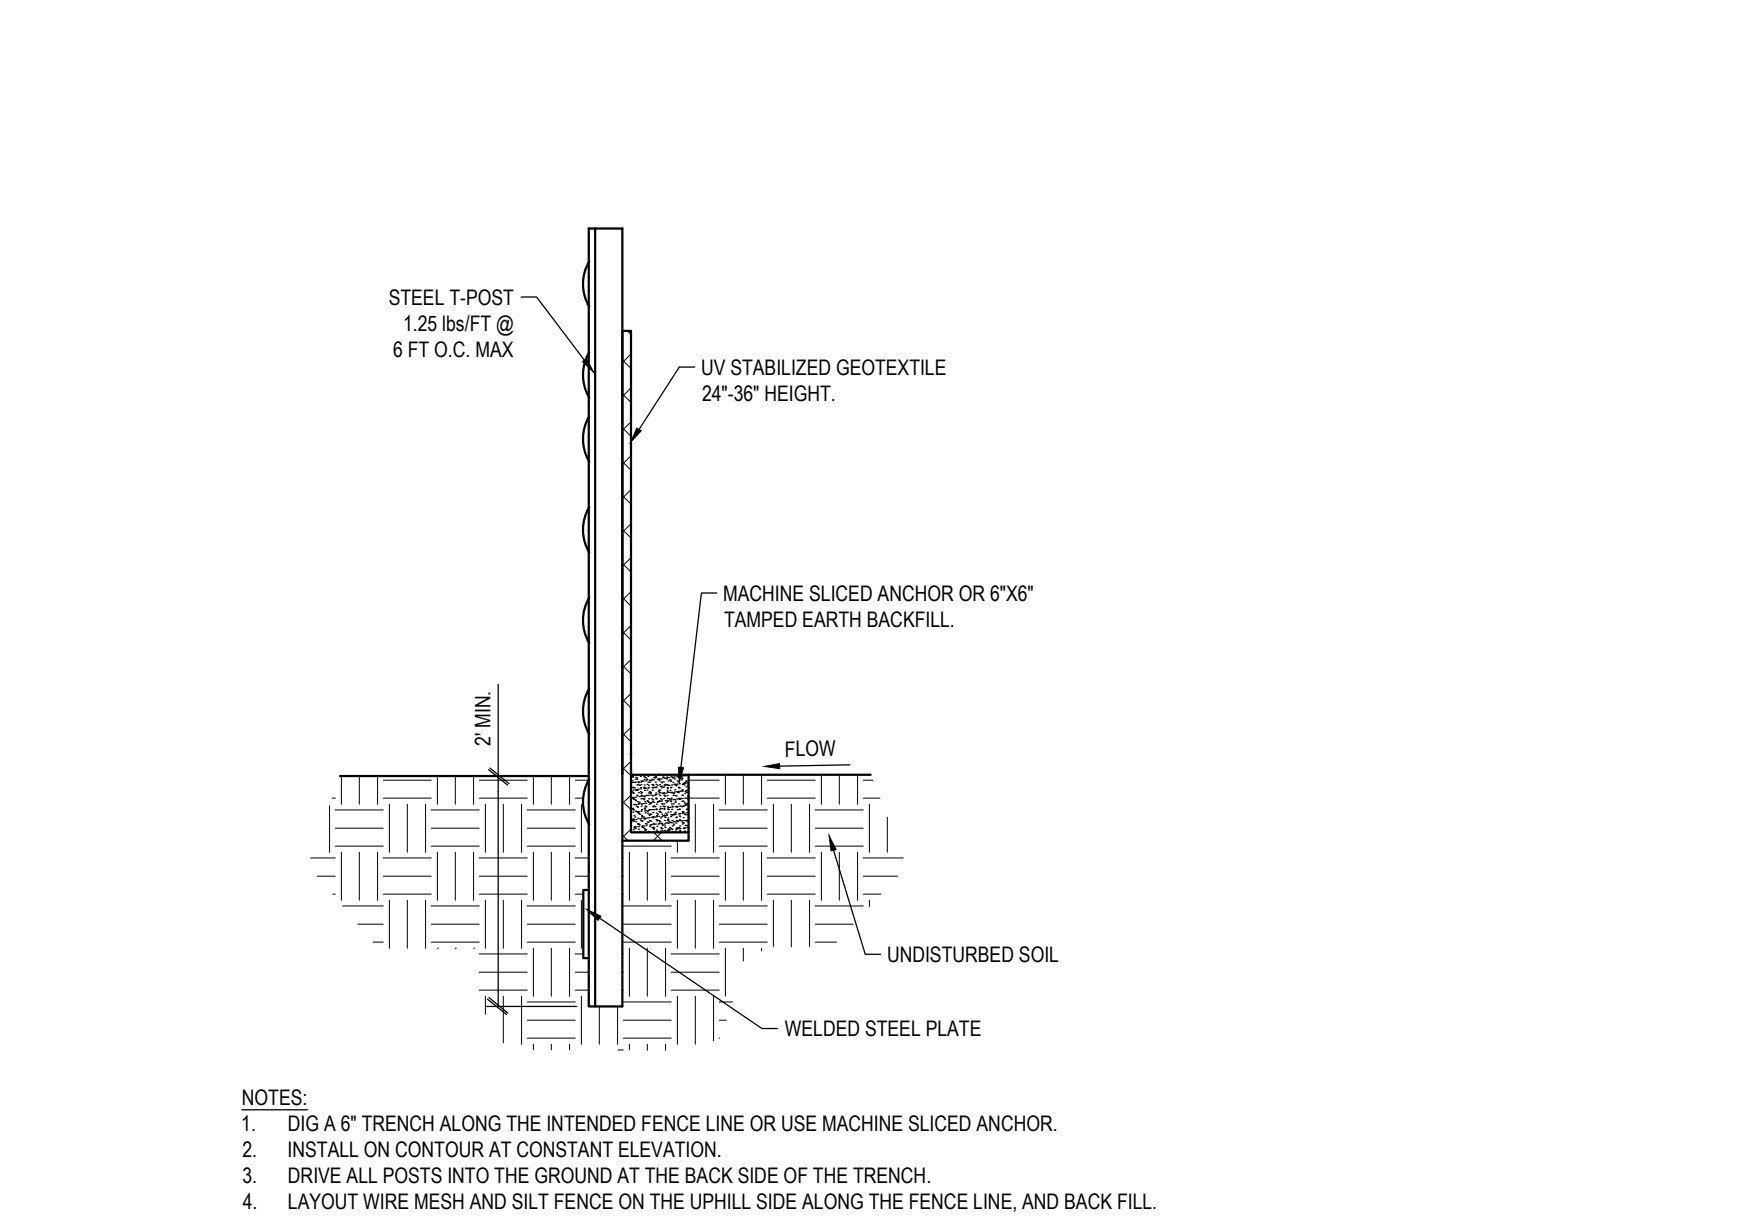 STEEL T-POST
1.25 lbs/FT @
6 FT O.C. MAX
UV STABILIZED GEOTEXTILE
24"-36" HEIGHT.
MACHINE SLICED ANCHOR OR 6"X6"
TAMPED EARTH BACKFILL.
2' MIN.
FLOW
UNDISTURBED SOIL
WELDED STEEL PLATE
NOTES:
1. DIG A 6" TRENCH ALONG THE INTENDED FENCE LINE OR USE MACHINE SLICED ANCHOR.
2. INSTALL ON CONTOUR AT CONSTANT ELEVATION.
3. DRIVE ALL POSTS INTO THE GROUND AT THE BACK SIDE OF THE TRENCH.
4. LAYOUT WIRE MESH AND SILT FENCE ON THE UPHILL SIDE ALONG THE FENCE LINE, AND BACK FILL.